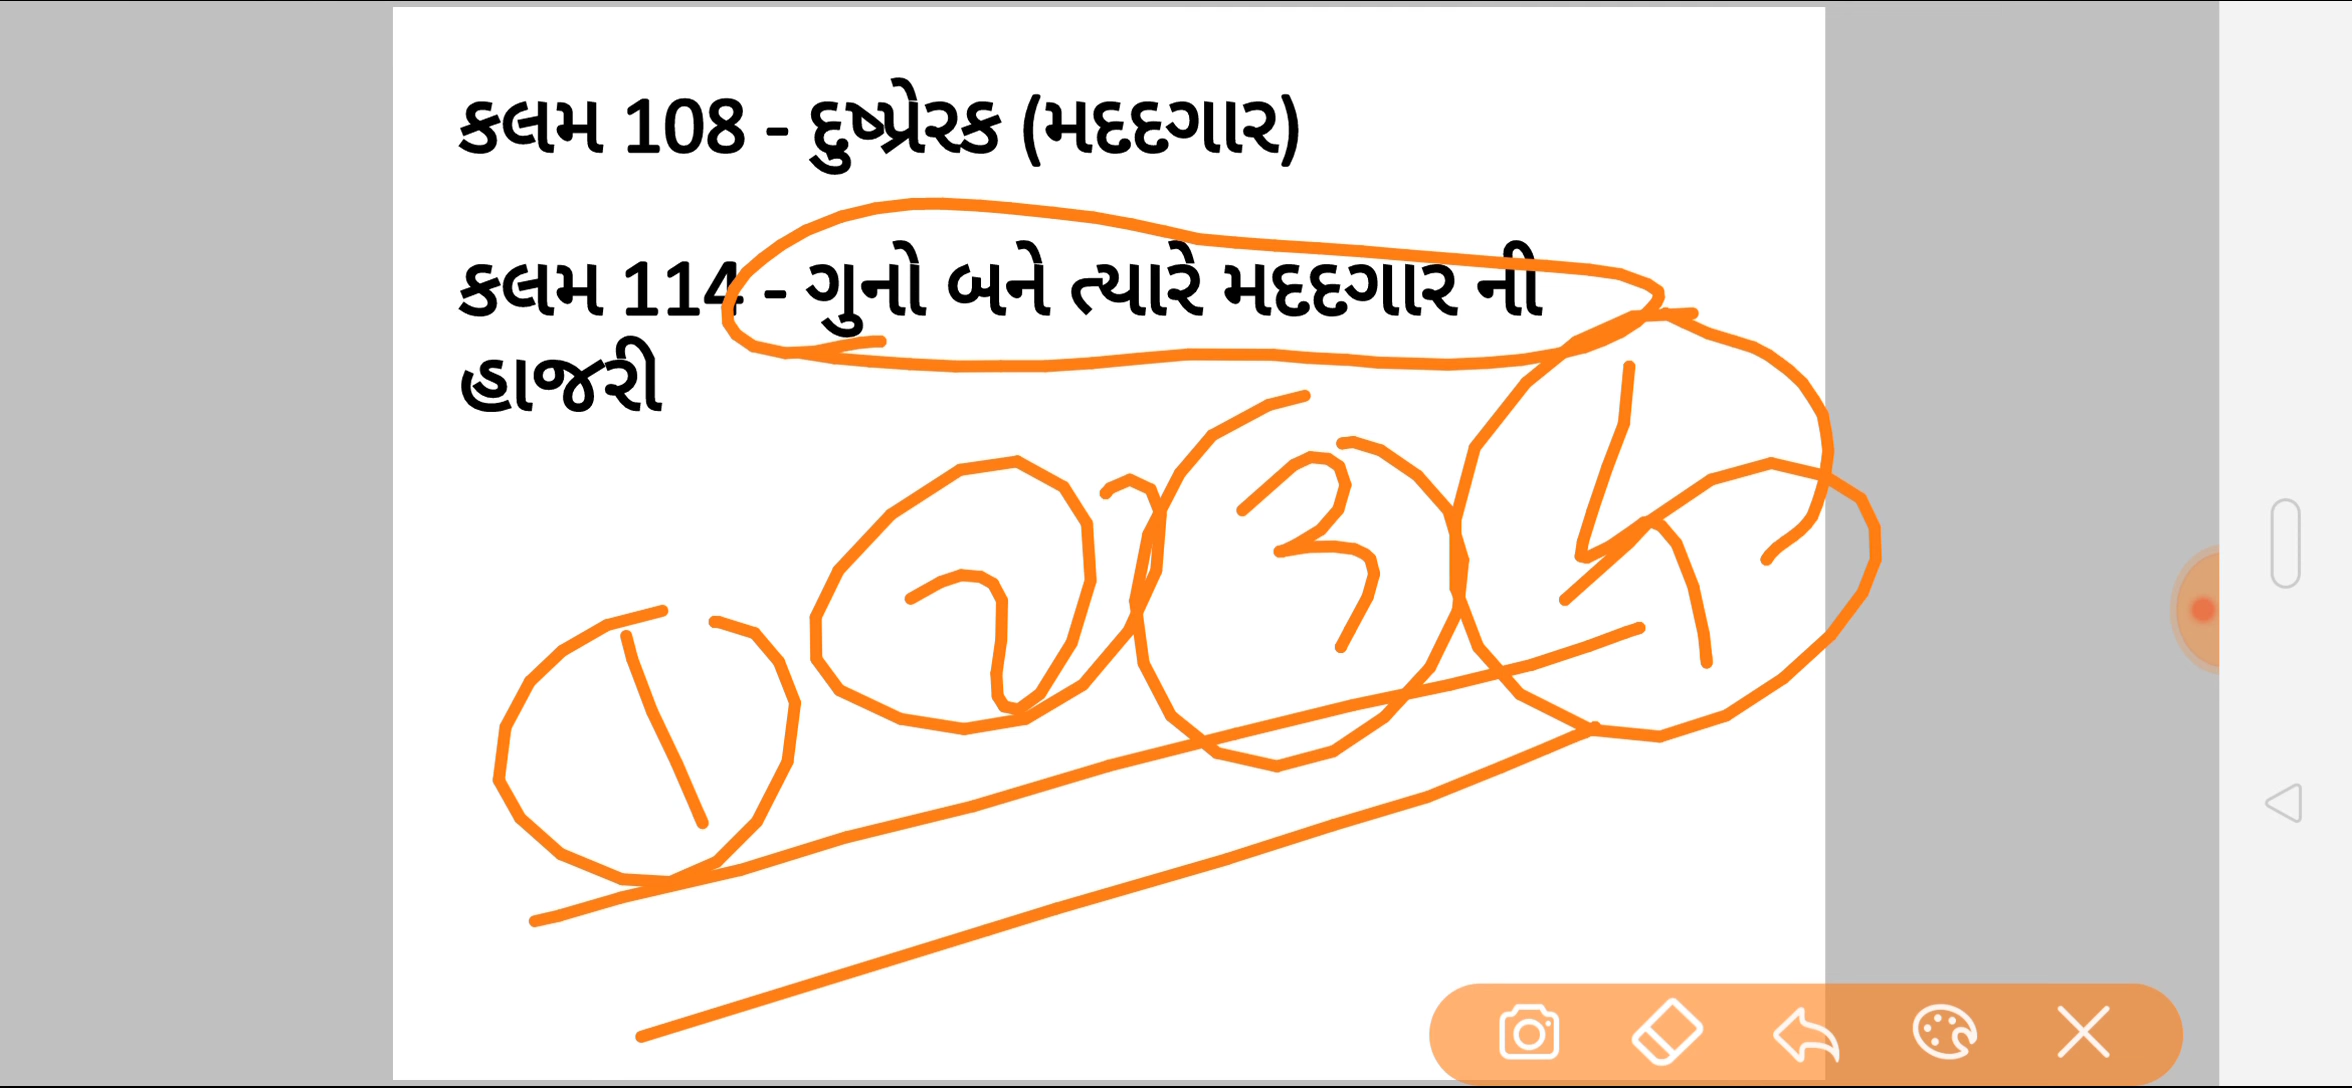 કલમ 108 - દુષ્પ્રેરક (મદદગાર)
કલમ 114 - ગુનો બને ત્યારે મદદગાર ની
હાજરી
1 2 3 4